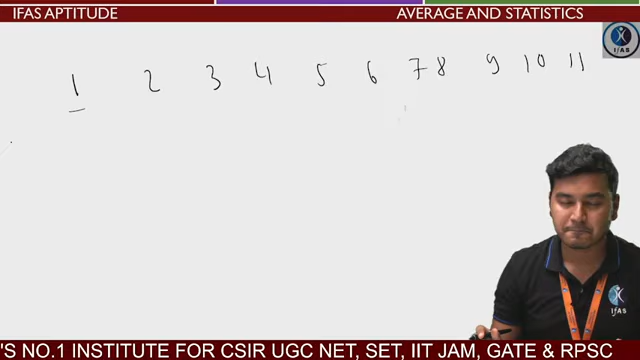 IFAS APTITUDE
AVERAGE AND STATISTICS
IFAS
1 2 3 4 5 6 7 8 9 10 11
IFAS
'S NO.1 INSTITUTE FOR CSIR UGC NET, SET, IIT JAM, GATE & RPSC